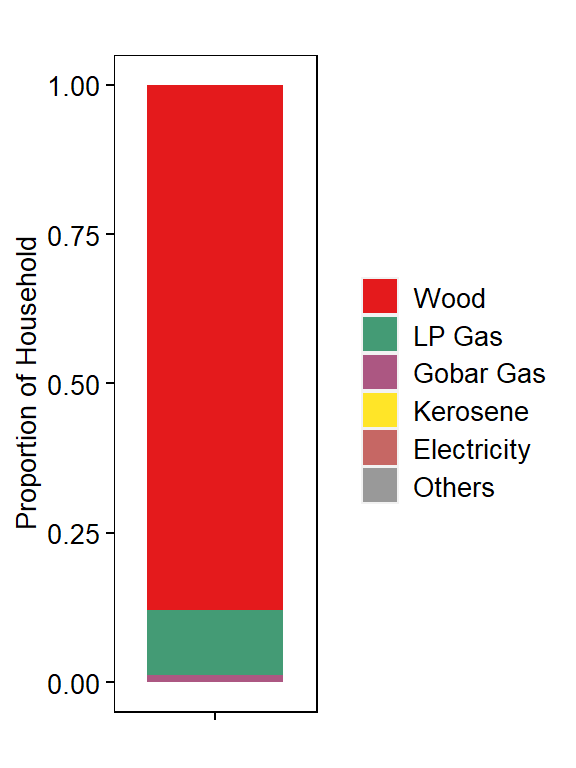 Proportion of Household
1.00
0.75
0.50
0.25
0.00
Wood
LP Gas
Gobar Gas
Kerosene
Electricity
Others